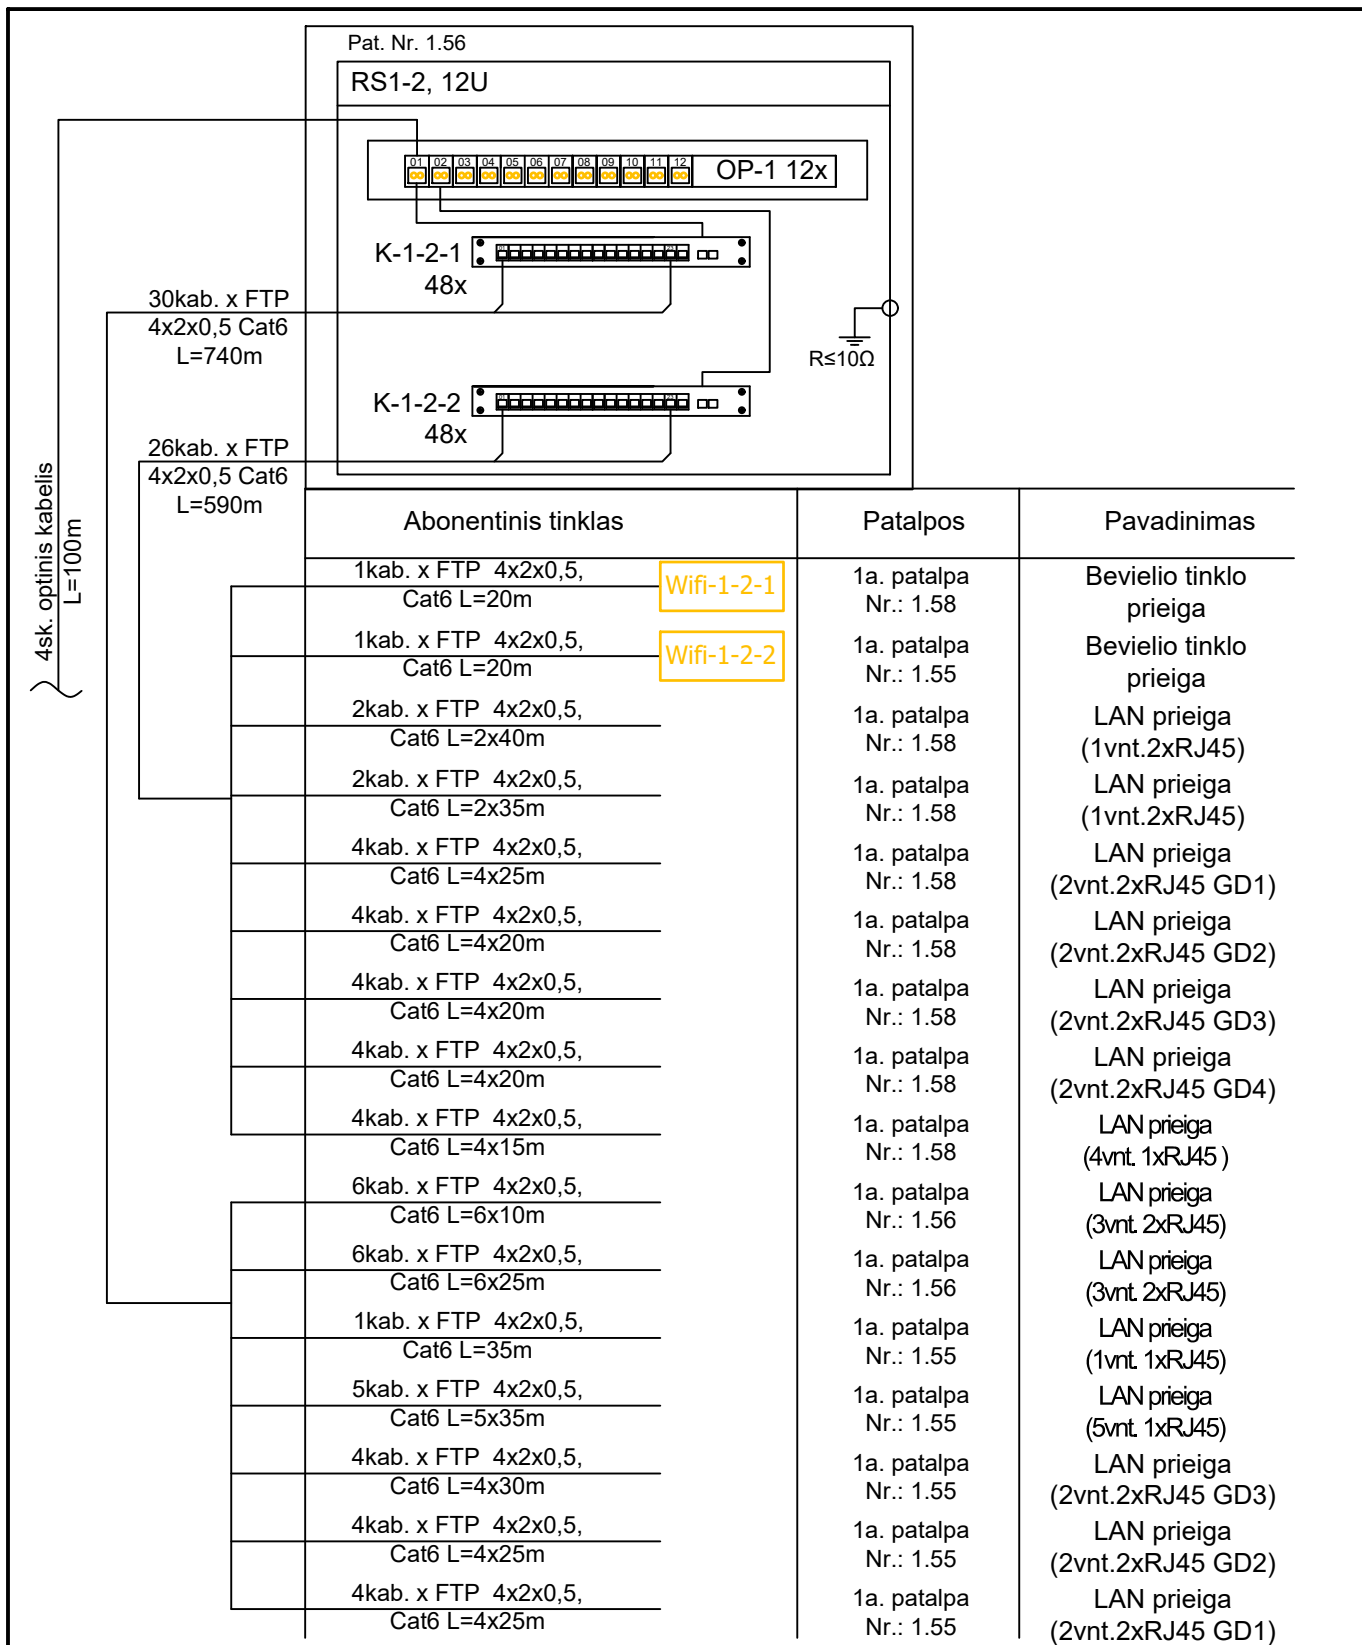 Pat. Nr. 1.56
RS1-2, 12U
01 02 03 04 05 06 07 08 09 10 11 12
OP-1 12x
K-1-2-1
48x
30kab. x FTP
4x2x0,5 Cat6
L=740m
R≤10Ω
K-1-2-2
48x
26kab. x FTP
4x2x0,5 Cat6
L=590m
4sk. optinis kabelis
L=100m
Abonentinis tinklas Patalpos Pavadinimas
1kab. x FTP 4x2x0,5,
Cat6 L=20m
Wifi-1-2-1
1a. patalpa
Nr.: 1.58
Bevielio tinklo
prieiga
1kab. x FTP 4x2x0,5,
Cat6 L=20m
Wifi-1-2-2
1a. patalpa
Nr.: 1.55
Bevielio tinklo
prieiga
2kab. x FTP 4x2x0,5,
Cat6 L=2x40m
1a. patalpa
Nr.: 1.58
LAN prieiga
(1vnt.2xRJ45)
2kab. x FTP 4x2x0,5,
Cat6 L=2x35m
1a. patalpa
Nr.: 1.58
LAN prieiga
(1vnt.2xRJ45)
4kab. x FTP 4x2x0,5,
Cat6 L=4x25m
1a. patalpa
Nr.: 1.58
LAN prieiga
(2vnt.2xRJ45 GD1)
4kab. x FTP 4x2x0,5,
Cat6 L=4x20m
1a. patalpa
Nr.: 1.58
LAN prieiga
(2vnt.2xRJ45 GD2)
4kab. x FTP 4x2x0,5,
Cat6 L=4x20m
1a. patalpa
Nr.: 1.58
LAN prieiga
(2vnt.2xRJ45 GD3)
4kab. x FTP 4x2x0,5,
Cat6 L=4x20m
1a. patalpa
Nr.: 1.58
LAN prieiga
(2vnt.2xRJ45 GD4)
4kab. x FTP 4x2x0,5,
Cat6 L=4x15m
1a. patalpa
Nr.: 1.58
LAN prieiga
(4vnt. 1xRJ45 )
6kab. x FTP 4x2x0,5,
Cat6 L=6x10m
1a. patalpa
Nr.: 1.56
LAN prieiga
(3vnt. 2xRJ45)
6kab. x FTP 4x2x0,5,
Cat6 L=6x25m
1a. patalpa
Nr.: 1.56
LAN prieiga
(3vnt. 2xRJ45)
1kab. x FTP 4x2x0,5,
Cat6 L=35m
1a. patalpa
Nr.: 1.55
LAN prieiga
(1vnt. 1xRJ45)
5kab. x FTP 4x2x0,5,
Cat6 L=5x35m
1a. patalpa
Nr.: 1.55
LAN prieiga
(5vnt. 1xRJ45)
4kab. x FTP 4x2x0,5,
Cat6 L=4x30m
1a. patalpa
Nr.: 1.55
LAN prieiga
(2vnt.2xRJ45 GD3)
4kab. x FTP 4x2x0,5,
Cat6 L=4x25m
1a. patalpa
Nr.: 1.55
LAN prieiga
(2vnt.2xRJ45 GD2)
4kab. x FTP 4x2x0,5,
Cat6 L=4x25m
1a. patalpa
Nr.: 1.55
LAN prieiga
(2vnt.2xRJ45 GD1)